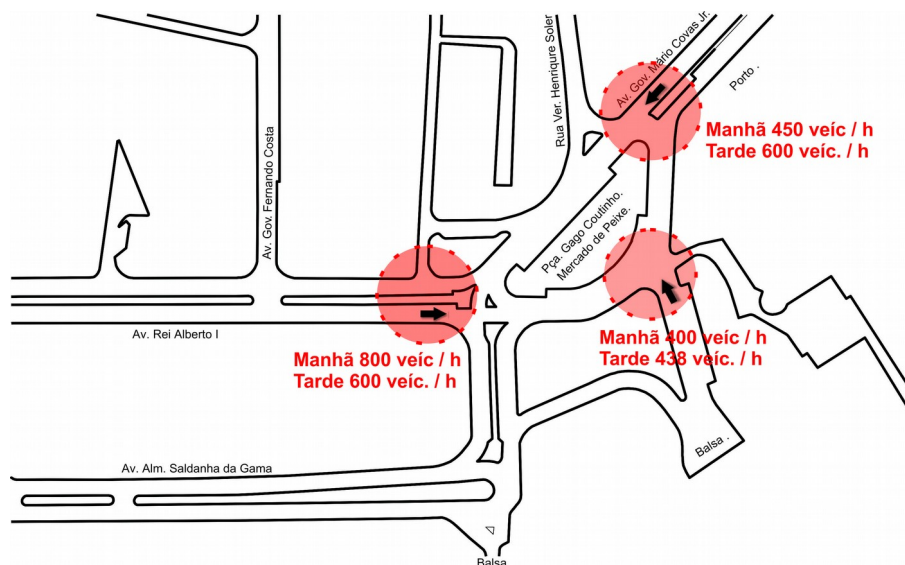 Av. Gov. Fernando Costa
Rua Ver. Henriqure Soler
Av. Gov. Mário Covas Jr.
Porto .
Manhã 450 veíc / h
Tarde 600 veíc. / h
Pça. Gago Coutinho.
Mercado de Peixe.
Av. Rei Alberto I
Manhã 800 veíc / h
Tarde 600 veíc. / h
Manhã 400 veíc / h
Tarde 438 veíc. / h
Balsa .
Av. Alm. Saldanha da Gama
Balsa